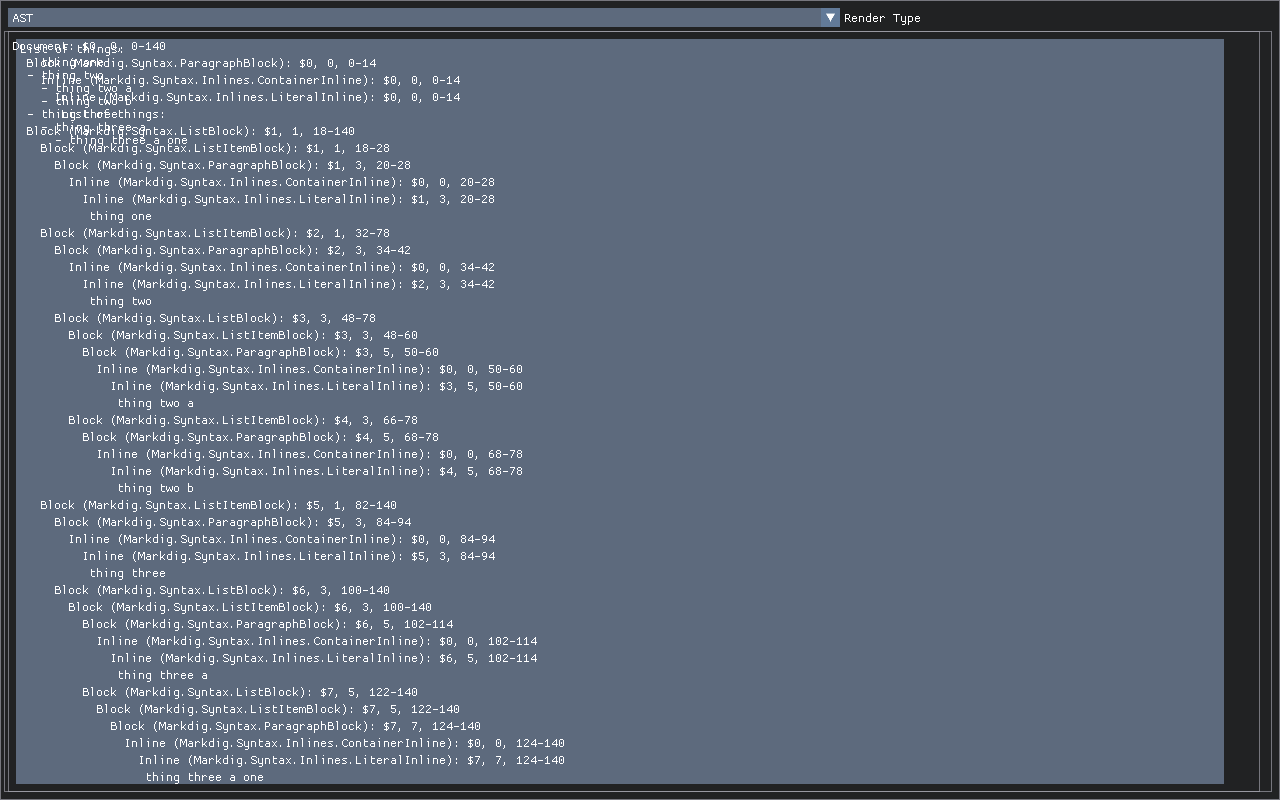 AST
Render Type
Document: $0, 0, 0-140
List of things:
Block (Markdig.Syntax.ParagraphBlock): $0, 0, 0-14
- thing one
- thing two
Inline (Markdig.Syntax.Inlines.ContainerInline): $0, 0, 0-14
- thing two a
Inline (Markdig.Syntax.Inlines.LiteralInline): $0, 0, 0-14
- thing two b
- thing three
List of things:
- thing three a
Block (Markdig.Syntax.ListBlock): $1, 1, 18-140
- thing three a one
Block (Markdig.Syntax.ListItemBlock): $1, 1, 18-28
Block (Markdig.Syntax.ParagraphBlock): $1, 3, 20-28
Inline (Markdig.Syntax.Inlines.ContainerInline): $0, 0, 20-28
Inline (Markdig.Syntax.Inlines.LiteralInline): $1, 3, 20-28
thing one
Block (Markdig.Syntax.ListItemBlock): $2, 1, 32-78
Block (Markdig.Syntax.ParagraphBlock): $2, 3, 34-42
Inline (Markdig.Syntax.Inlines.ContainerInline): $0, 0, 34-42
Inline (Markdig.Syntax.Inlines.LiteralInline): $2, 3, 34-42
thing two
Block (Markdig.Syntax.ListBlock): $3, 3, 48-78
Block (Markdig.Syntax.ListItemBlock): $3, 3, 48-60
Block (Markdig.Syntax.ParagraphBlock): $3, 5, 50-60
Inline (Markdig.Syntax.Inlines.ContainerInline): $0, 0, 50-60
Inline (Markdig.Syntax.Inlines.LiteralInline): $3, 5, 50-60
thing two a
Block (Markdig.Syntax.ListItemBlock): $4, 3, 66-78
Block (Markdig.Syntax.ParagraphBlock): $4, 5, 68-78
Inline (Markdig.Syntax.Inlines.ContainerInline): $0, 0, 68-78
Inline (Markdig.Syntax.Inlines.LiteralInline): $4, 5, 68-78
thing two b
Block (Markdig.Syntax.ListItemBlock): $5, 1, 82-140
Block (Markdig.Syntax.ParagraphBlock): $5, 3, 84-94
Inline (Markdig.Syntax.Inlines.ContainerInline): $0, 0, 84-94
Inline (Markdig.Syntax.Inlines.LiteralInline): $5, 3, 84-94
thing three
Block (Markdig.Syntax.ListBlock): $6, 3, 100-140
Block (Markdig.Syntax.ListItemBlock): $6, 3, 100-140
Block (Markdig.Syntax.ParagraphBlock): $6, 5, 102-114
Inline (Markdig.Syntax.Inlines.ContainerInline): $0, 0, 102-114
Inline (Markdig.Syntax.Inlines.LiteralInline): $6, 5, 102-114
thing three a
Block (Markdig.Syntax.ListBlock): $7, 5, 122-140
Block (Markdig.Syntax.ListItemBlock): $7, 5, 122-140
Block (Markdig.Syntax.ParagraphBlock): $7, 7, 124-140
Inline (Markdig.Syntax.Inlines.ContainerInline): $0, 0, 124-140
Inline (Markdig.Syntax.Inlines.LiteralInline): $7, 7, 124-140
thing three a one